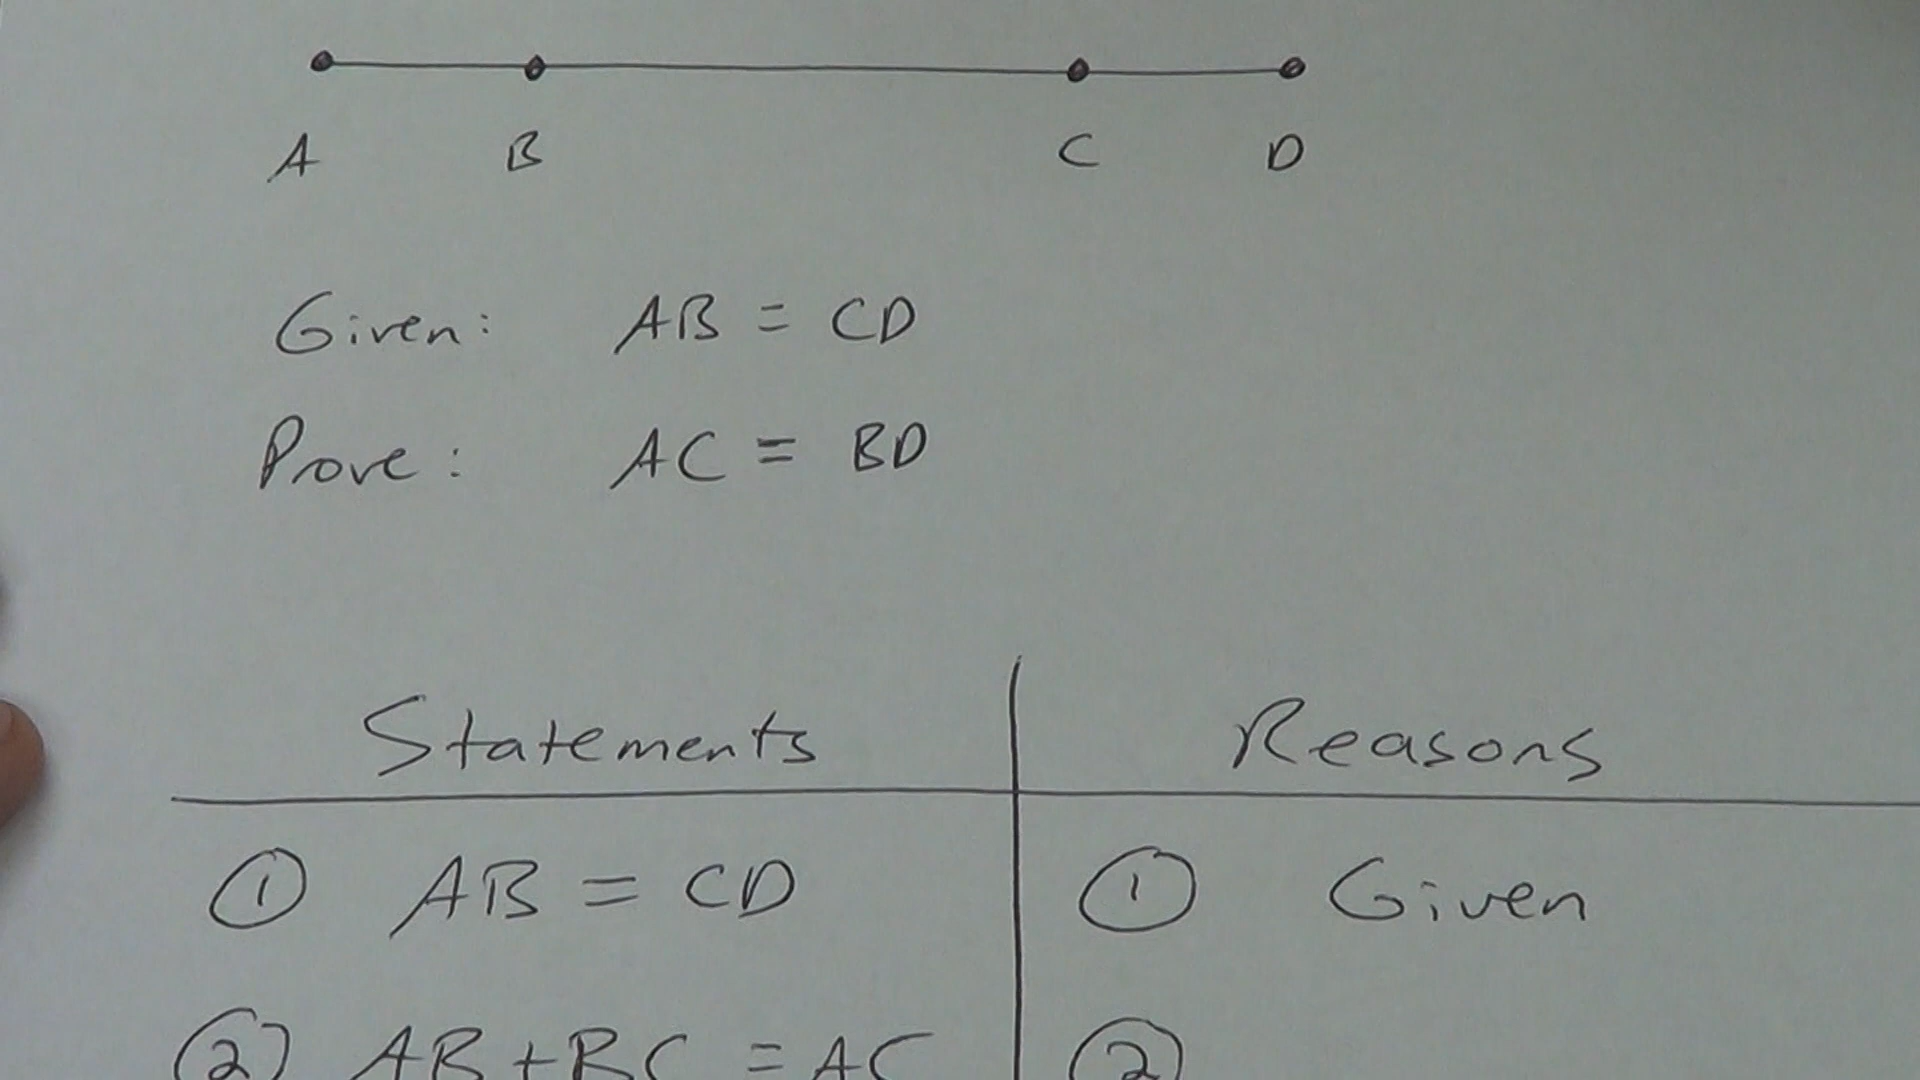 A B C D
Given: AB = CD
Prove: AC = BD
Statements Reasons
① AB = CD ① Given
② AB + BC = AC ②